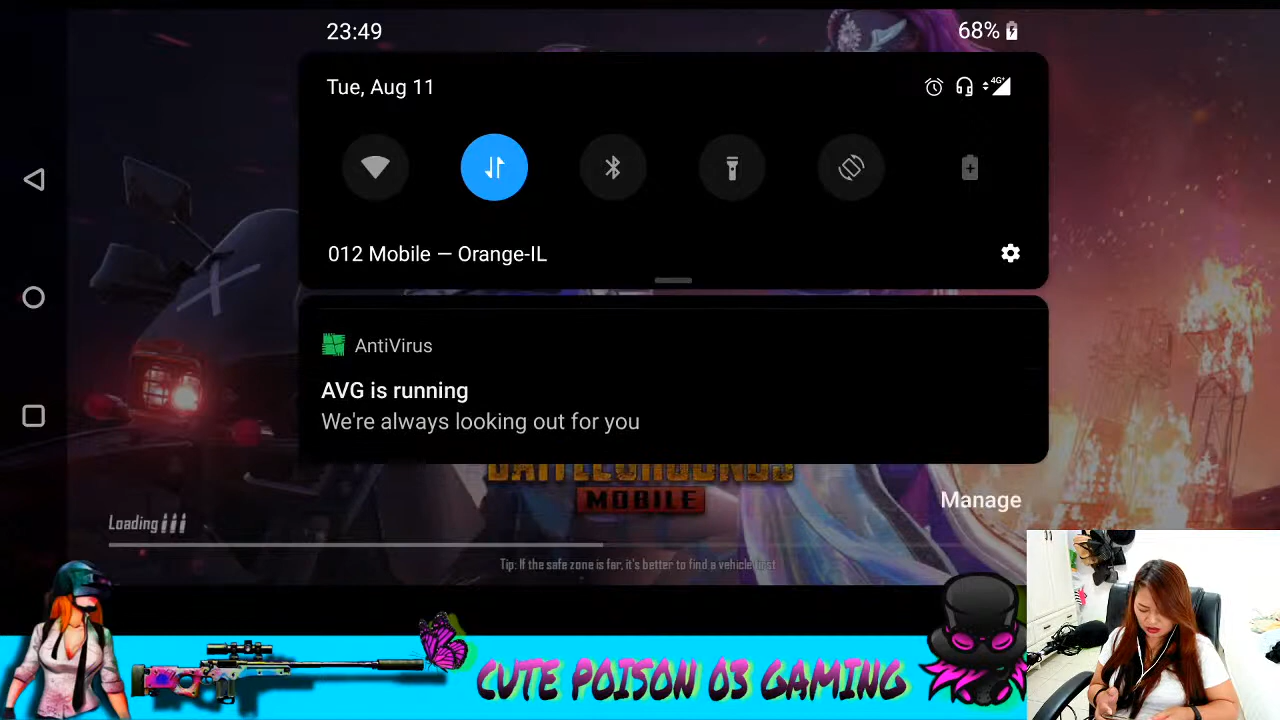 23:49
68%
Tue, Aug 11
4G+
012 Mobile — Orange-IL
AntiVirus
AVG is running
We're always looking out for you
BATTLEGROUNDS
MOBILE
Manage
Loading
Tip: If the safe zone is far, it's better to find a vehicle first
CUTE POISON 03 GAMING